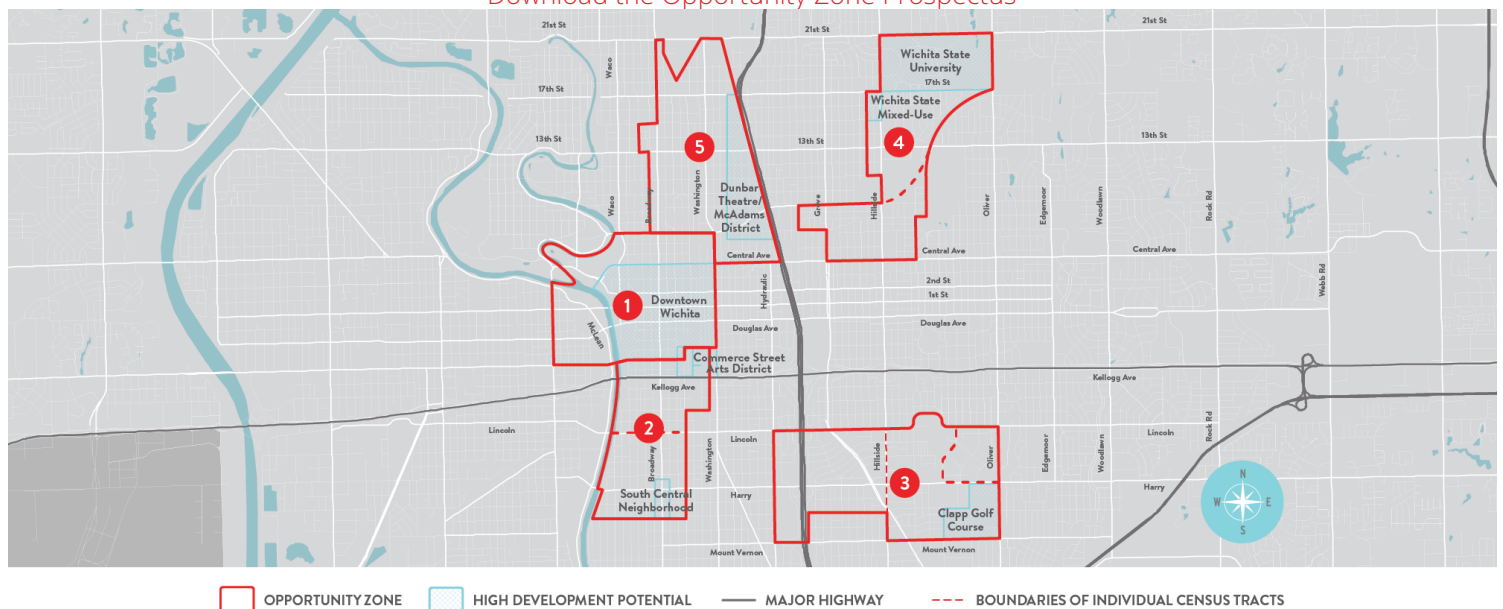 Download the Opportunity Zone Prospectus
21st St
21st St
21st St
Waco
Wichita State
University
17th St
17th St
Wichita State
Mixed-Use
13th St
13th St
13th St
4
5
Waco
Broadway
Washington
Dunbar
Theatre/
McAdams
District
Grove
Hillside
Oliver
Edgemoor
Woodlawn
Rock Rd
Central Ave
Central Ave
Central Ave
Webb Rd
Hydraulic
2nd St
1st St
1
Downtown
Wichita
McLean
Douglas Ave
Douglas Ave
Commerce Street
Arts District
Kellogg Ave
Kellogg Ave
Lincoln
2
Lincoln
Lincoln
Broadway
Washington
Hillside
Oliver
Edgemoor
Woodlawn
Rock Rd
3
Harry
Harry
South Central
Neighborhood
Clapp Golf
Course
Mount Vernon
Mount Vernon
N
W
E
S
OPPORTUNITY ZONE
HIGH DEVELOPMENT POTENTIAL
MAJOR HIGHWAY
BOUNDARIES OF INDIVIDUAL CENSUS TRACTS